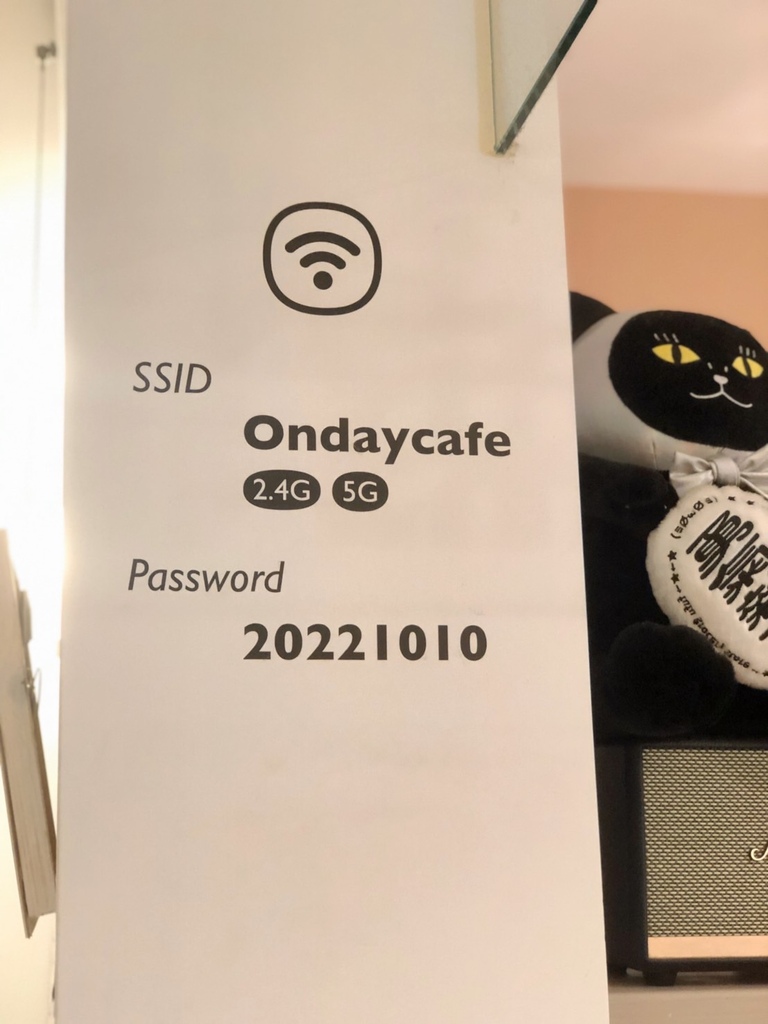 SSID
Ondaycafe
2.4G 5G
Password
20221010